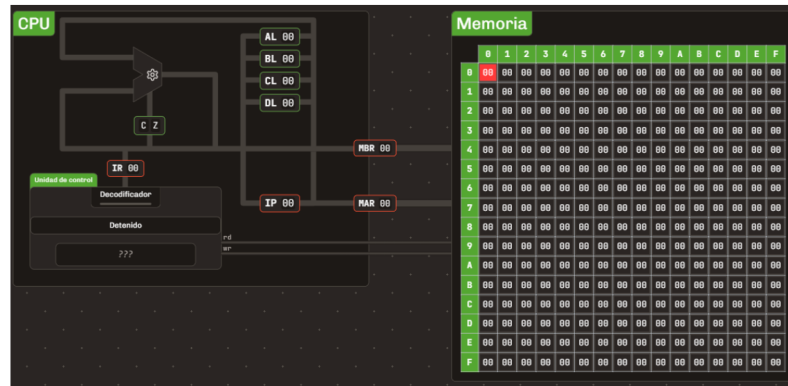 CPU
AL 00
BL 00
CL 00
DL 00
C Z
MBR 00
IR 00
Unidad de control
Decodificador
IP 00
MAR 00
Detenido
rd
wr
???
Memoria
0 1 2 3 4 5 6 7 8 9 A B C D E F
0 00 00 00 00 00 00 00 00 00 00 00 00 00 00 00 00
1 00 00 00 00 00 00 00 00 00 00 00 00 00 00 00 00
2 00 00 00 00 00 00 00 00 00 00 00 00 00 00 00 00
3 00 00 00 00 00 00 00 00 00 00 00 00 00 00 00 00
4 00 00 00 00 00 00 00 00 00 00 00 00 00 00 00 00
5 00 00 00 00 00 00 00 00 00 00 00 00 00 00 00 00
6 00 00 00 00 00 00 00 00 00 00 00 00 00 00 00 00
7 00 00 00 00 00 00 00 00 00 00 00 00 00 00 00 00
8 00 00 00 00 00 00 00 00 00 00 00 00 00 00 00 00
9 00 00 00 00 00 00 00 00 00 00 00 00 00 00 00 00
A 00 00 00 00 00 00 00 00 00 00 00 00 00 00 00 00
B 00 00 00 00 00 00 00 00 00 00 00 00 00 00 00 00
C 00 00 00 00 00 00 00 00 00 00 00 00 00 00 00 00
D 00 00 00 00 00 00 00 00 00 00 00 00 00 00 00 00
E 00 00 00 00 00 00 00 00 00 00 00 00 00 00 00 00
F 00 00 00 00 00 00 00 00 00 00 00 00 00 00 00 00